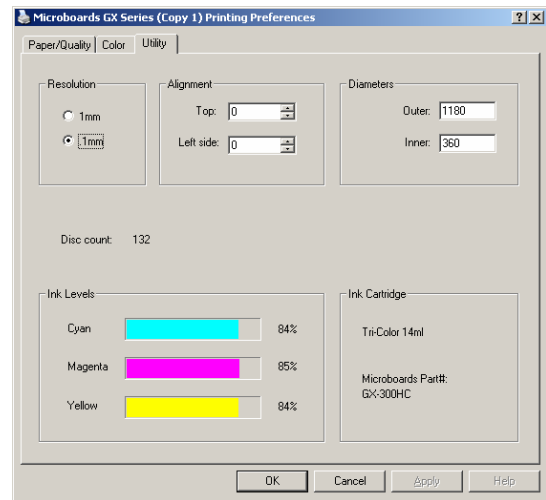 Microboards GX Series (Copy 1) Printing Preferences
Paper/Quality Color Utility
Resolution
1mm
.1mm
Alignment
Top: 0
Left side: 0
Diameters
Outer: 1180
Inner: 360
Disc count: 132
Ink Levels
Cyan 84%
Magenta 85%
Yellow 84%
Ink Cartridge
Tri-Color 14ml
Microboards Part#:
GX-300HC
OK Cancel Apply Help